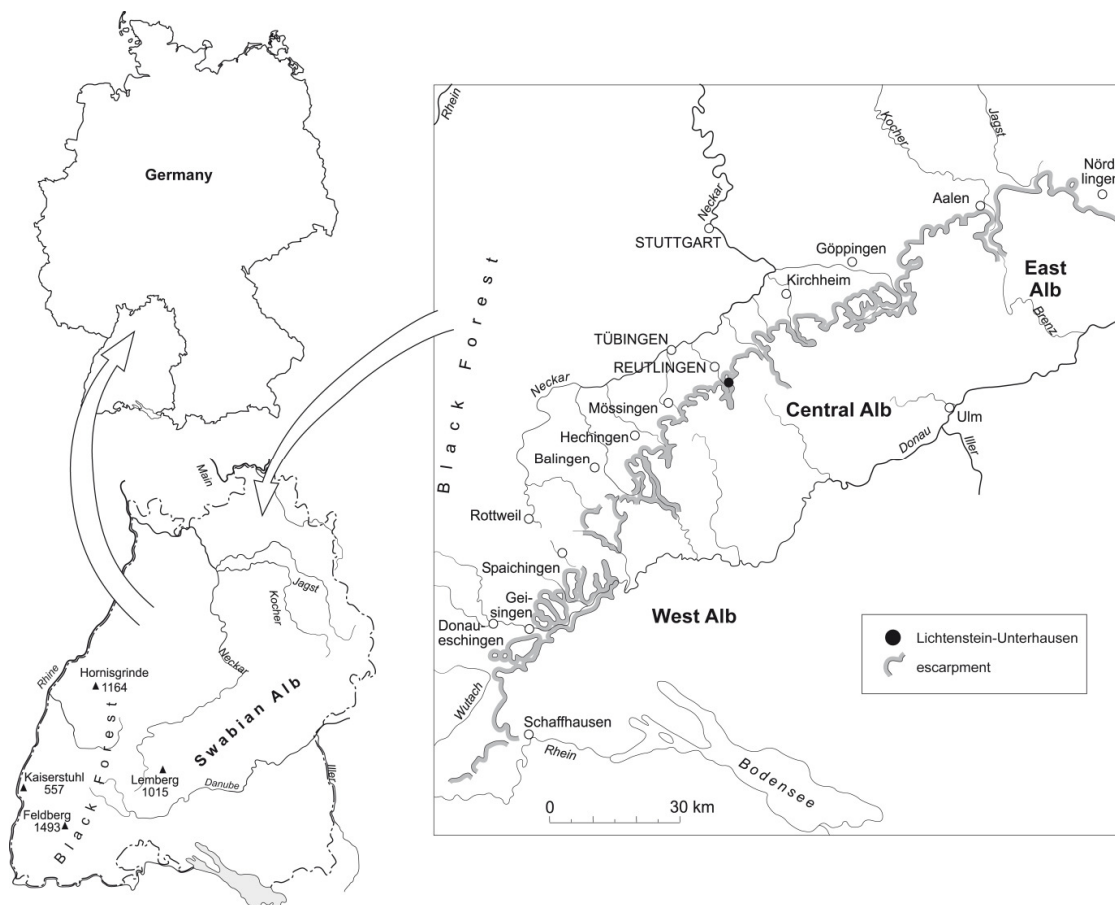 Germany
Main
Jagst
Kocher
Neckar
Rhine
Hornisgrinde
1164
Swabian Alb
Black Forest
Kaiserstuhl
557
Lemberg
1015
Danube
Iller
Feldberg
1493
Rhein
Kocher
Jagst
Nörd
lingen
Aalen
Neckar
STUTTGART
Göppingen
Kirchheim
East
Alb
Brenz
Black Forest
TÜBINGEN
REUTLINGEN
Neckar
Mössingen
Central Alb
Ulm
Donau
Iller
Hechingen
Balingen
Rottweil
Spaichingen
Gei-
singen
Donau-
eschingen
West Alb
Lichtenstein-Unterhausen
escarpment
Wutach
Schaffhausen
Rhein
Bodensee
0 30 km